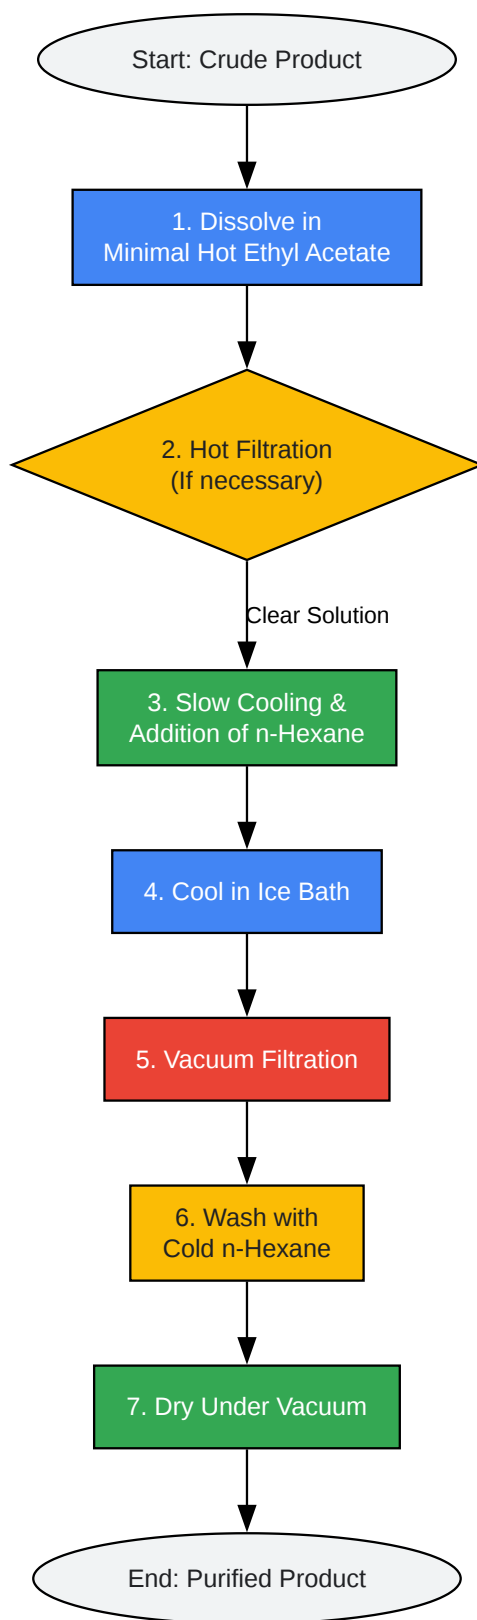 Start: Crude Product
1. Dissolve in
Minimal Hot Ethyl Acetate
2. Hot Filtration
(If necessary)
Clear Solution
3. Slow Cooling &
Addition of n-Hexane
4. Cool in Ice Bath
5. Vacuum Filtration
6. Wash with
Cold n-Hexane
7. Dry Under Vacuum
End: Purified Product